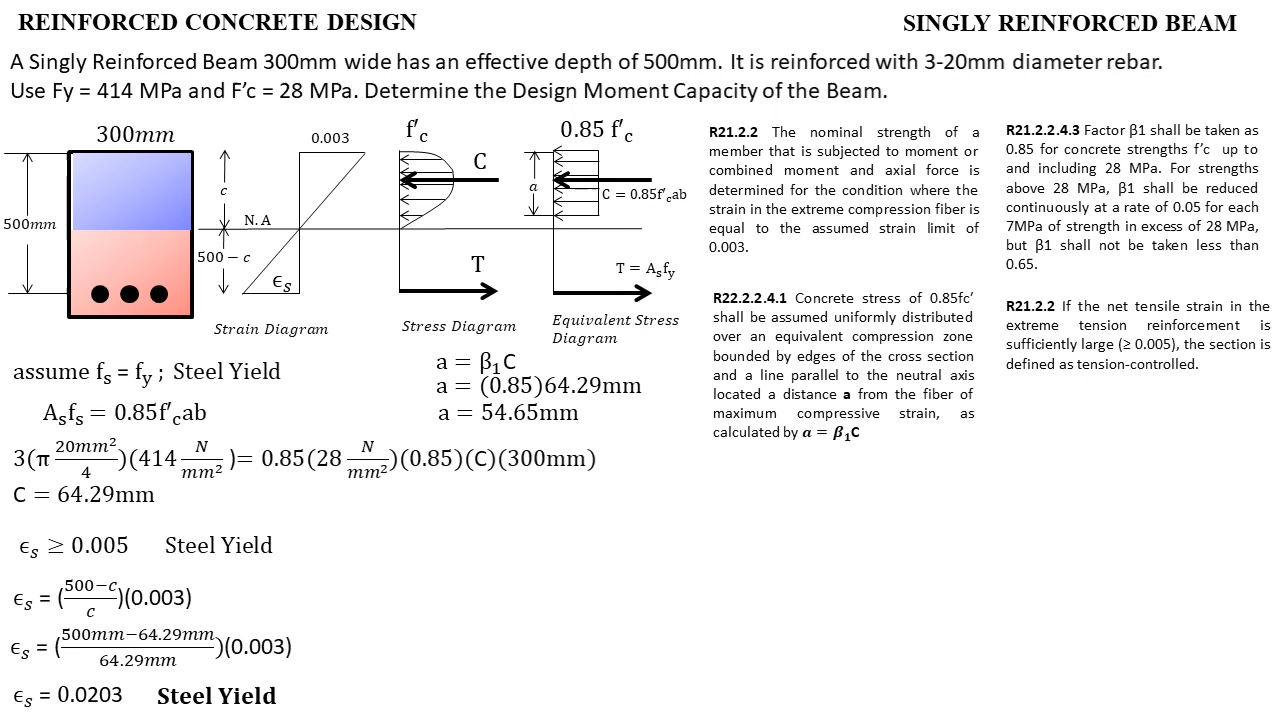 REINFORCED CONCRETE DESIGN
SINGLY REINFORCED BEAM
A Singly Reinforced Beam 300mm wide has an effective depth of 500mm. It is reinforced with 3-20mm diameter rebar.
Use Fy = 414 MPa and F'c = 28 MPa. Determine the Design Moment Capacity of the Beam.
300mm
500mm
c
500 − c
N.A
0.003
ϵs
Strain Diagram
f′c
C
T
Stress Diagram
0.85 f′c
a
C = 0.85f′cab
T = Asfy
Equivalent Stress
Diagram
R21.2.2 The nominal strength of a
member that is subjected to moment or
combined moment and axial force is
determined for the condition where the
strain in the extreme compression fiber is
equal to the assumed strain limit of
0.003.
R22.2.2.4.1 Concrete stress of 0.85fc'
shall be assumed uniformly distributed
over an equivalent compression zone
bounded by edges of the cross section
and a line parallel to the neutral axis
located a distance a from the fiber of
maximum compressive strain, as
calculated by a = β1C
R21.2.2.4.3 Factor β1 shall be taken as
0.85 for concrete strengths f'c up to
and including 28 MPa. For strengths
above 28 MPa, β1 shall be reduced
continuously at a rate of 0.05 for each
7MPa of strength in excess of 28 MPa,
but β1 shall not be taken less than
0.65.
R21.2.2 If the net tensile strain in the
extreme tension reinforcement is
sufficiently large (≥ 0.005), the section is
defined as tension-controlled.
assume fs = fy ; Steel Yield
Asfs = 0.85f′cab
3(π 20mm²/4)(414 N/mm²)= 0.85(28 N/mm²)(0.85)(C)(300mm)
C = 64.29mm
a = β1C
a = (0.85)64.29mm
a = 54.65mm
ϵs ≥ 0.005 Steel Yield
ϵs = (500−c/c)(0.003)
ϵs = (500mm−64.29mm/64.29mm)(0.003)
ϵs = 0.0203 Steel Yield